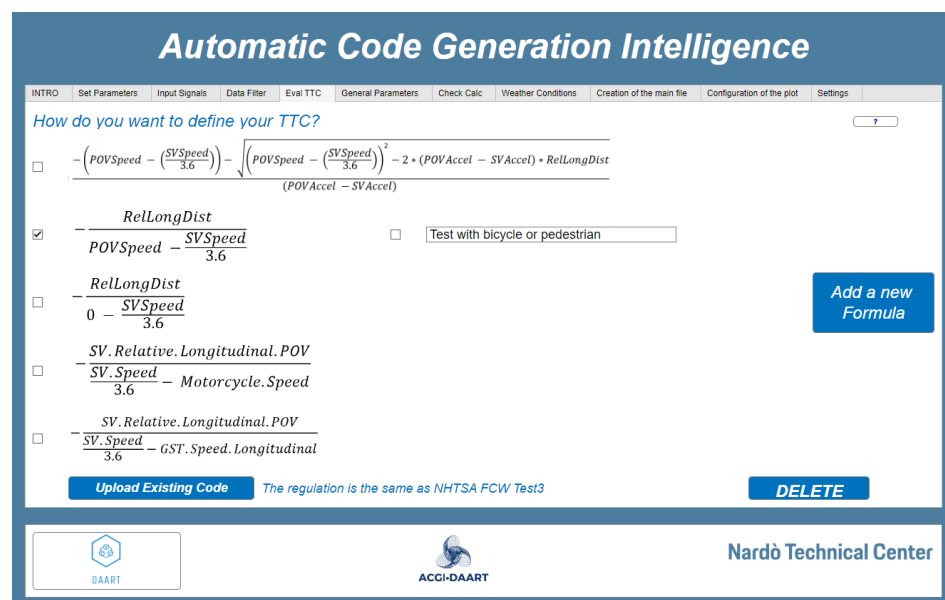 Automatic Code Generation Intelligence
INTRO Set Parameters Input Signals Data Filter Eval TTC General Parameters Check Calc Weather Conditions Creation of the main file Configuration of the plot Settings
How do you want to define your TTC?
?
−(POVSpeed − (SVSpeed/3.6)) − √((POVSpeed − (SVSpeed/3.6))² − 2 * (POVAccel − SVAccel) * RelLongDist
(POVAccel − SVAccel)
− RelLongDist
POVSpeed − SVSpeed/3.6
Test with bicycle or pedestrian
− RelLongDist
0 − SVSpeed/3.6
Add a new
Formula
− SV.Relative.Longitudinal.POV
SV.Speed/3.6 − Motorcycle.Speed
− SV.Relative.Longitudinal.POV
SV.Speed/3.6 − GST.Speed.Longitudinal
Upload Existing Code
The regulation is the same as NHTSA FCW Test3
DELETE
DAART
ACGI-DAART
Nardò Technical Center